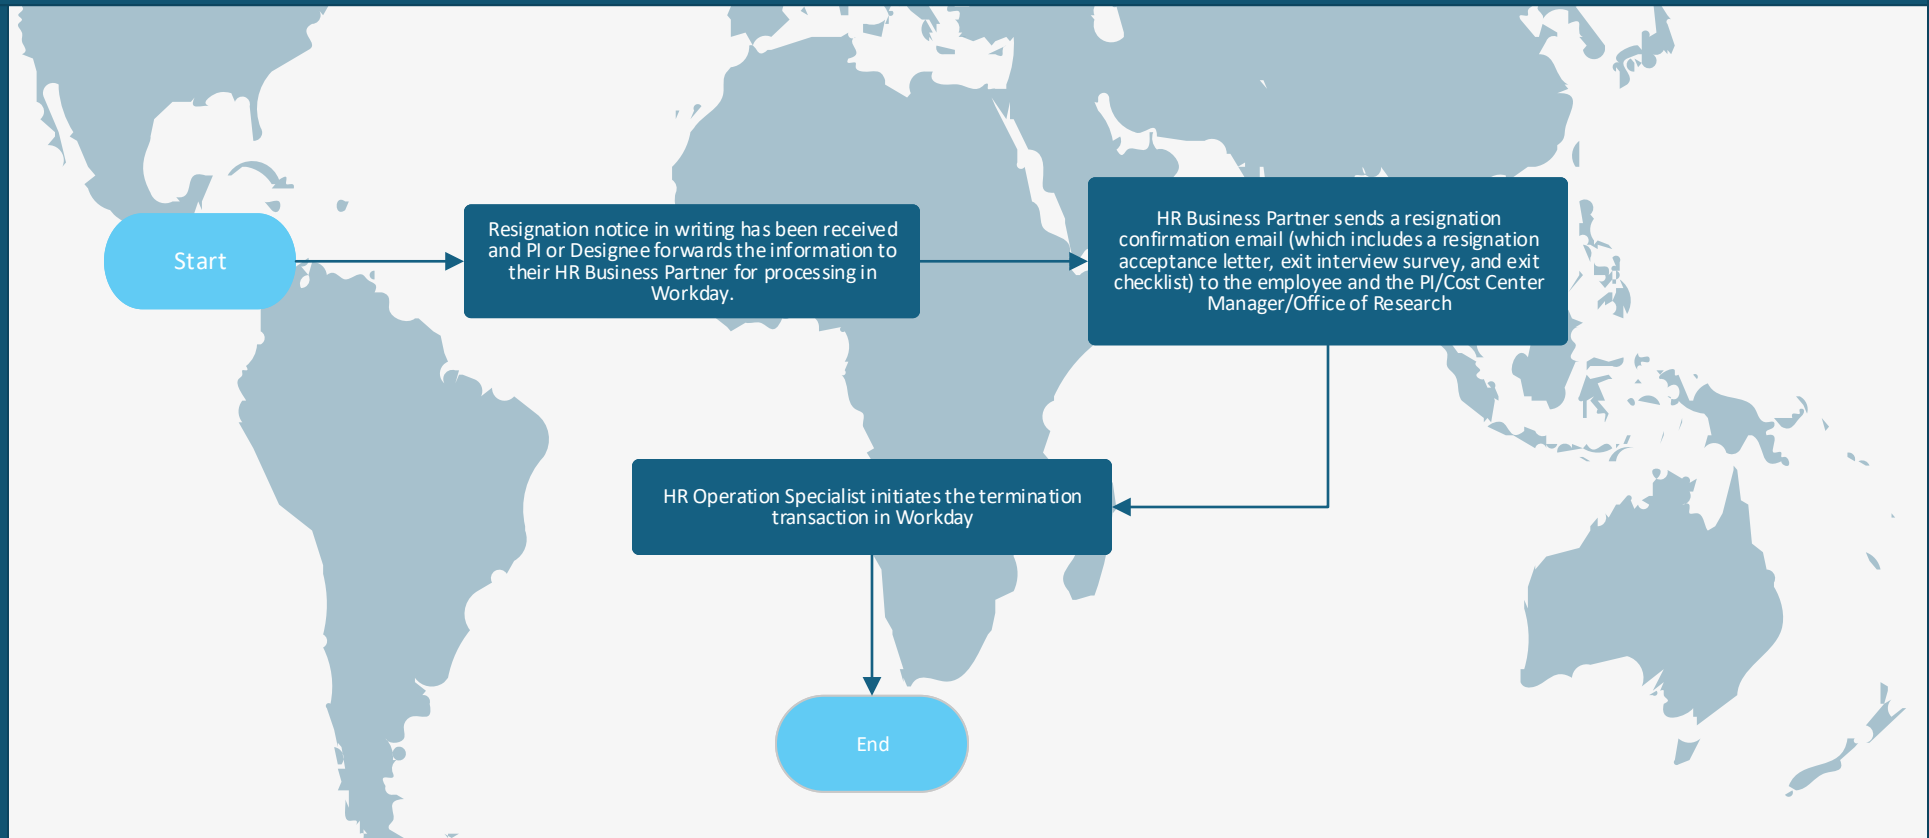 Start
Resignation notice in writing has been received
and PI or Designee forwards the information to
their HR Business Partner for processing in
Workday.
HR Business Partner sends a resignation
confirmation email (which includes a resignation
acceptance letter, exit interview survey, and exit
checklist) to the employee and the PI/Cost Center
Manager/Office of Research
HR Operation Specialist initiates the termination
transaction in Workday
End